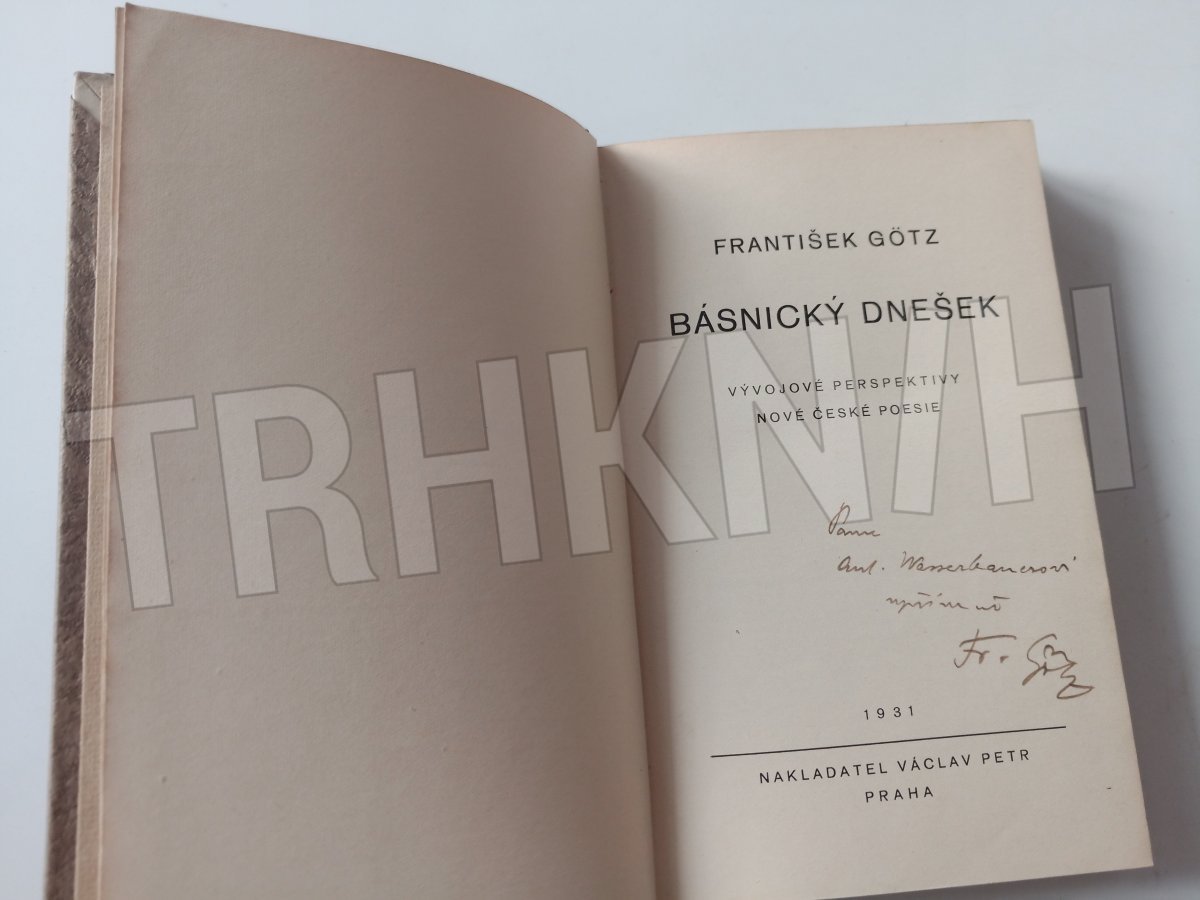 FRANTIŠEK GÖTZ
BÁSNICKÝ DNEŠEK
VÝVOJOVÉ PERSPEKTIVY
NOVÉ ČESKÉ POESIE
TRHKNIH
Panu
Ant. Wasserbauerovi
upřímně
Fr. Götz
1931
NAKLADATEL VÁCLAV PETR
PRAHA